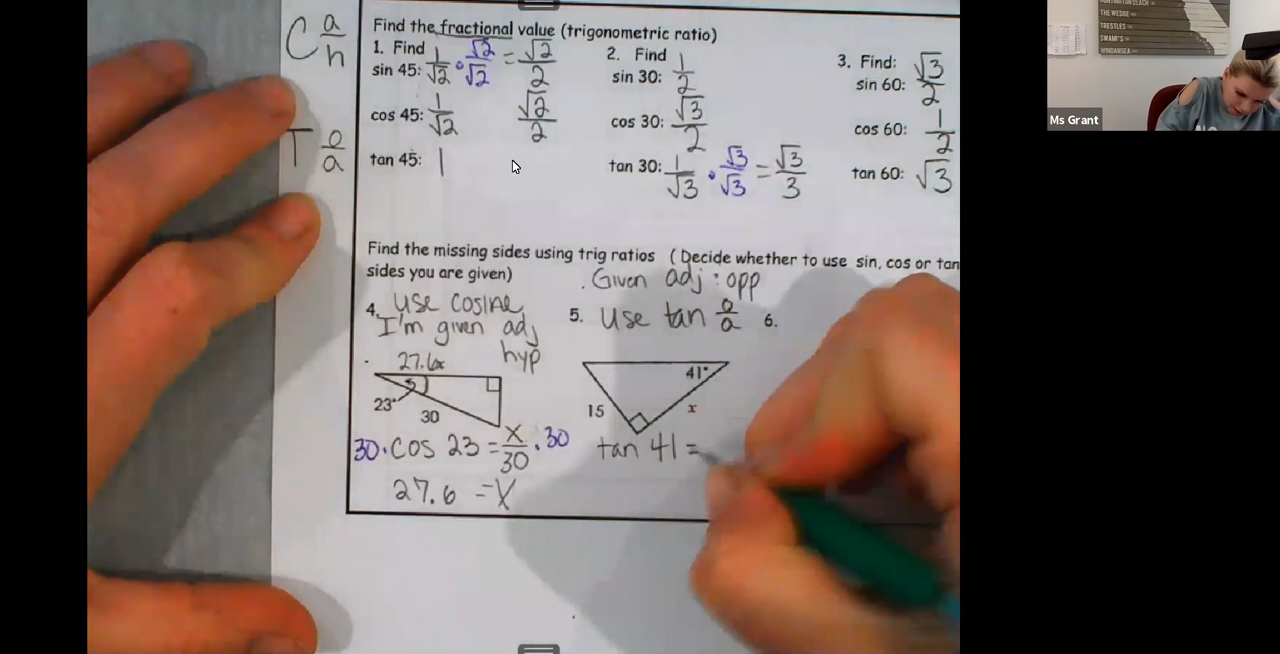 C a/h
T o/a
Find the fractional value (trigonometric ratio)
1. Find
sin 45: 1/√2 · √2/√2 = √2/2
cos 45: 1/√2 √2/2
tan 45: 1
2. Find
sin 30: 1/2
cos 30: √3/2
tan 30: 1/√3 · √3/√3 = √3/3
3. Find:
sin 60: √3/2
cos 60: 1/2
tan 60: √3
Find the missing sides using trig ratios ( Decide whether to use sin, cos or tan
sides you are given)
4. use cosine
I'm given adj
hyp
27.6
23°
30
30· cos 23 = x/30 · 30
27.6 = x
Given adj : opp
5. use tan o/a
41°
15
x
tan 41 =
6.
THE WEDGE
TRESTLES
SWAMI'S
WINDANSEA
Ms Grant